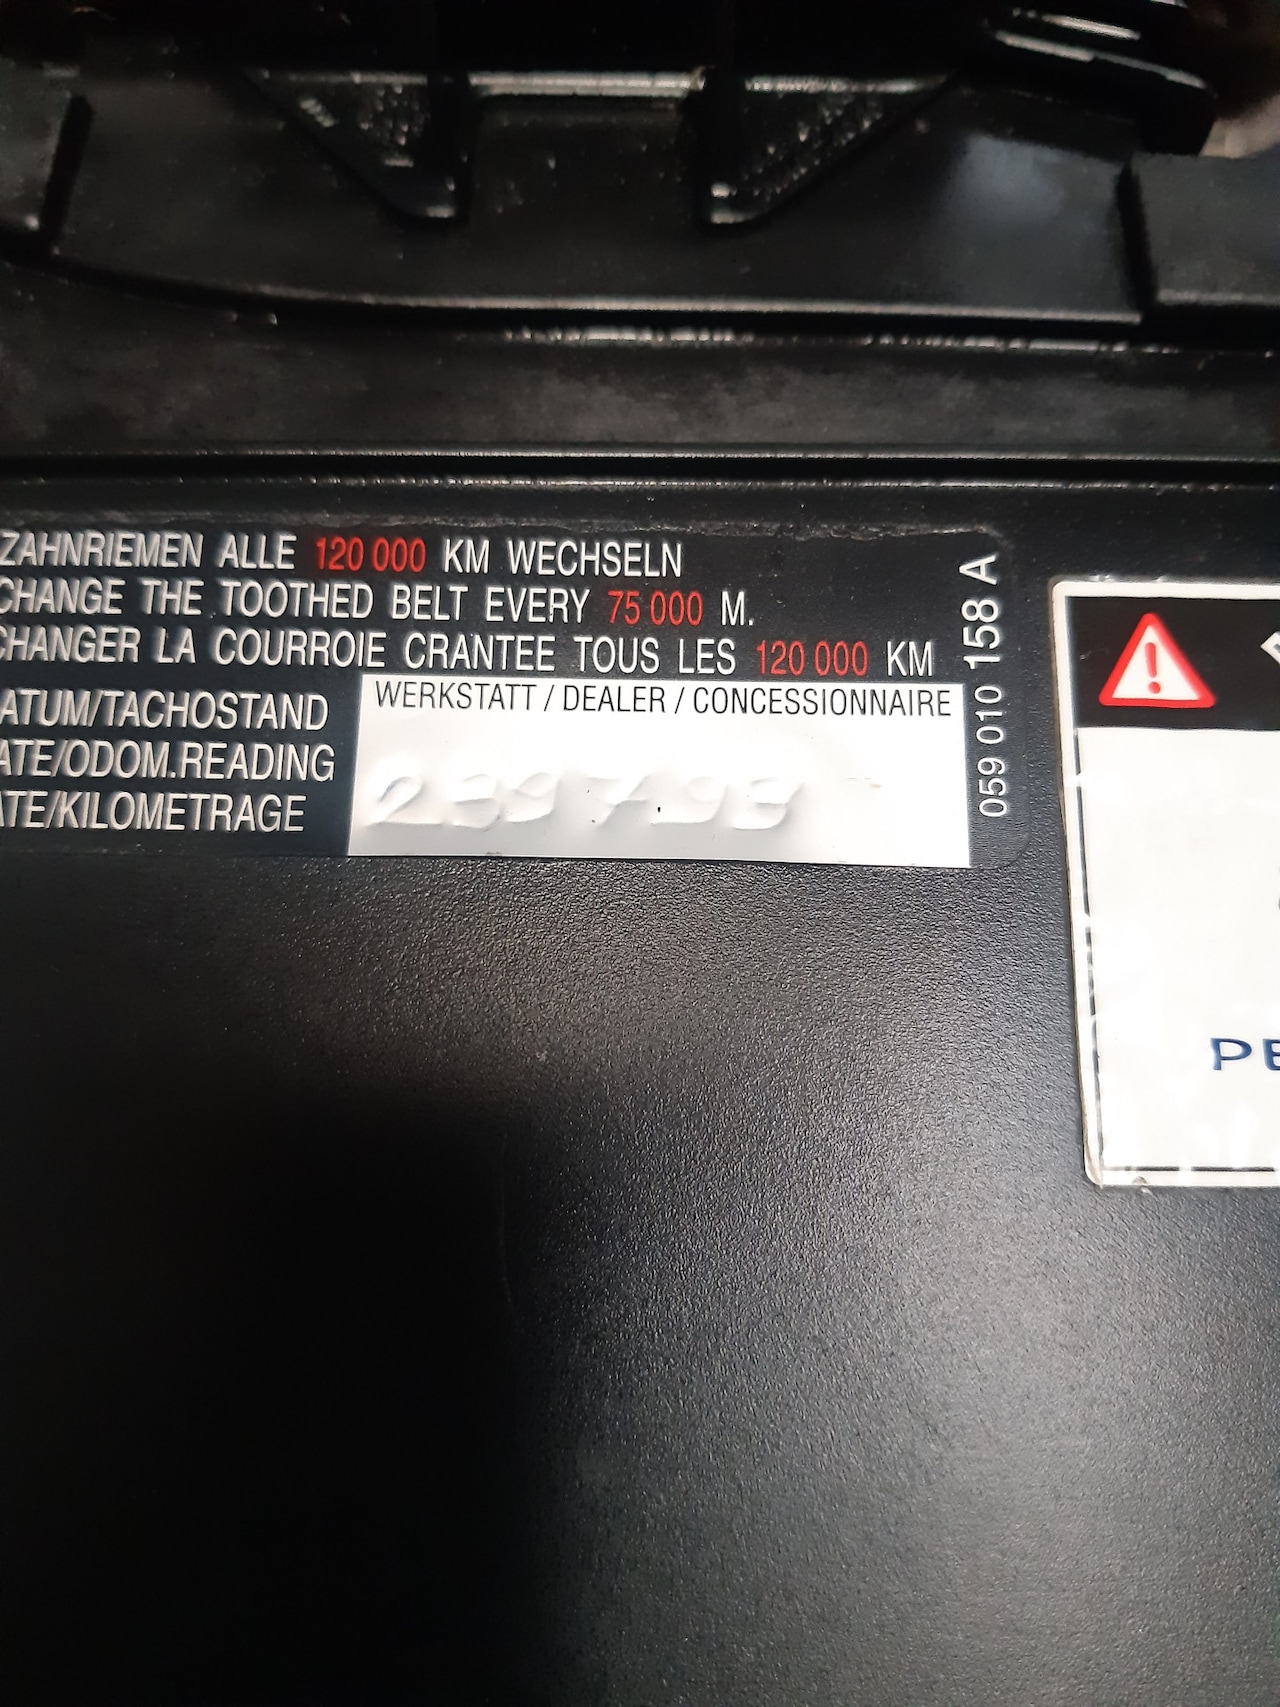 ZAHNRIEMEN ALLE 120 000 KM WECHSELN
CHANGE THE TOOTHED BELT EVERY 75 000 M.
CHANGER LA COURROIE CRANTEE TOUS LES 120 000 KM
ATUM/TACHOSTAND
ATE/ODOM.READING
ATE/KILOMETRAGE
WERKSTATT / DEALER / CONCESSIONNAIRE
059 010 158 A
PE